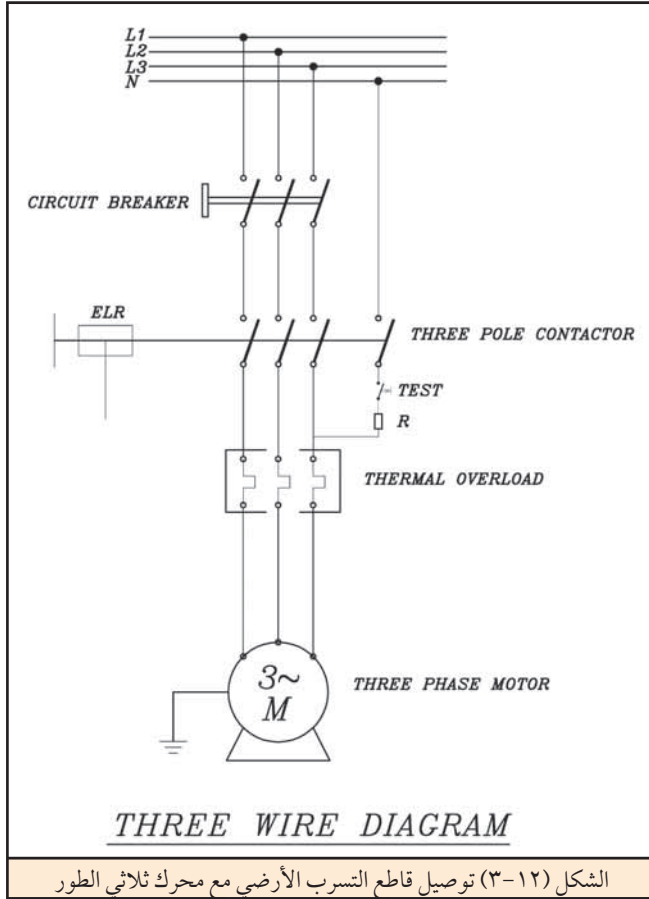 L1
L2
L3
N
CIRCUIT BREAKER
ELR
THREE POLE CONTACTOR
TEST
R
THERMAL OVERLOAD
3~
M
THREE PHASE MOTOR
THREE WIRE DIAGRAM
الشكل (١٢-٣) توصيل قاطع التسرب الأرضي مع محرك ثلاثي الطور